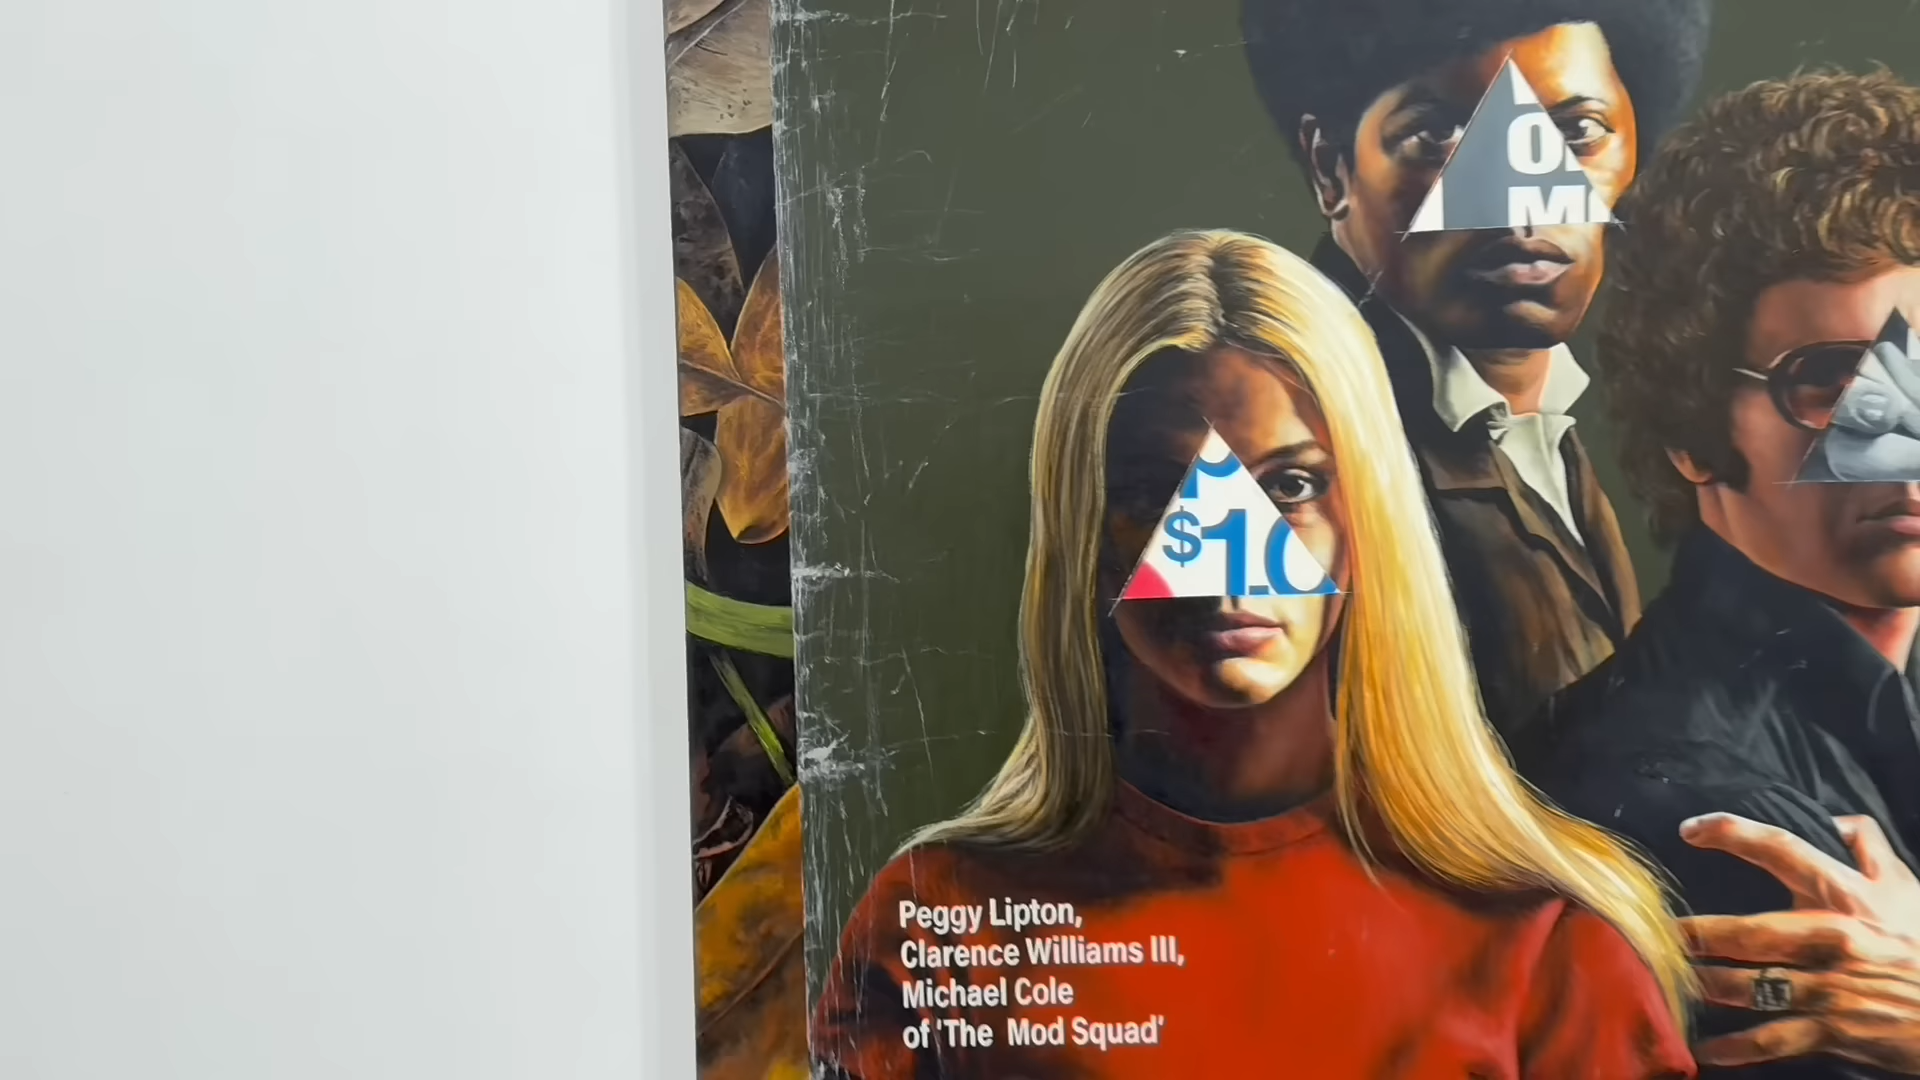 O
M
$1.0
Peggy Lipton,
Clarence Williams III,
Michael Cole
of 'The Mod Squad'